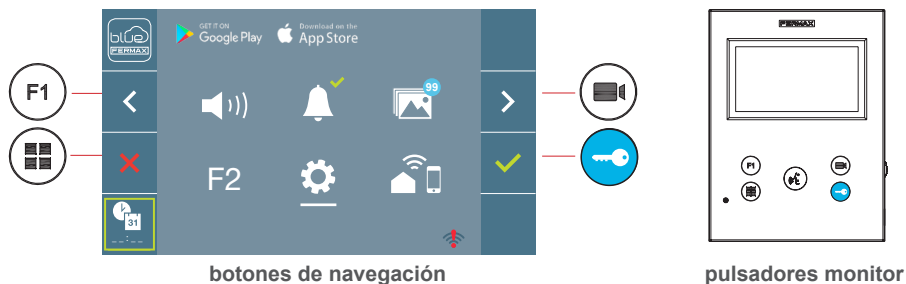 blue
FERMAX
GET IT ON
Google Play
Download on the
App Store
F1
99
F2
31
--:--
FERMAX
F1
botones de navegación
pulsadores monitor